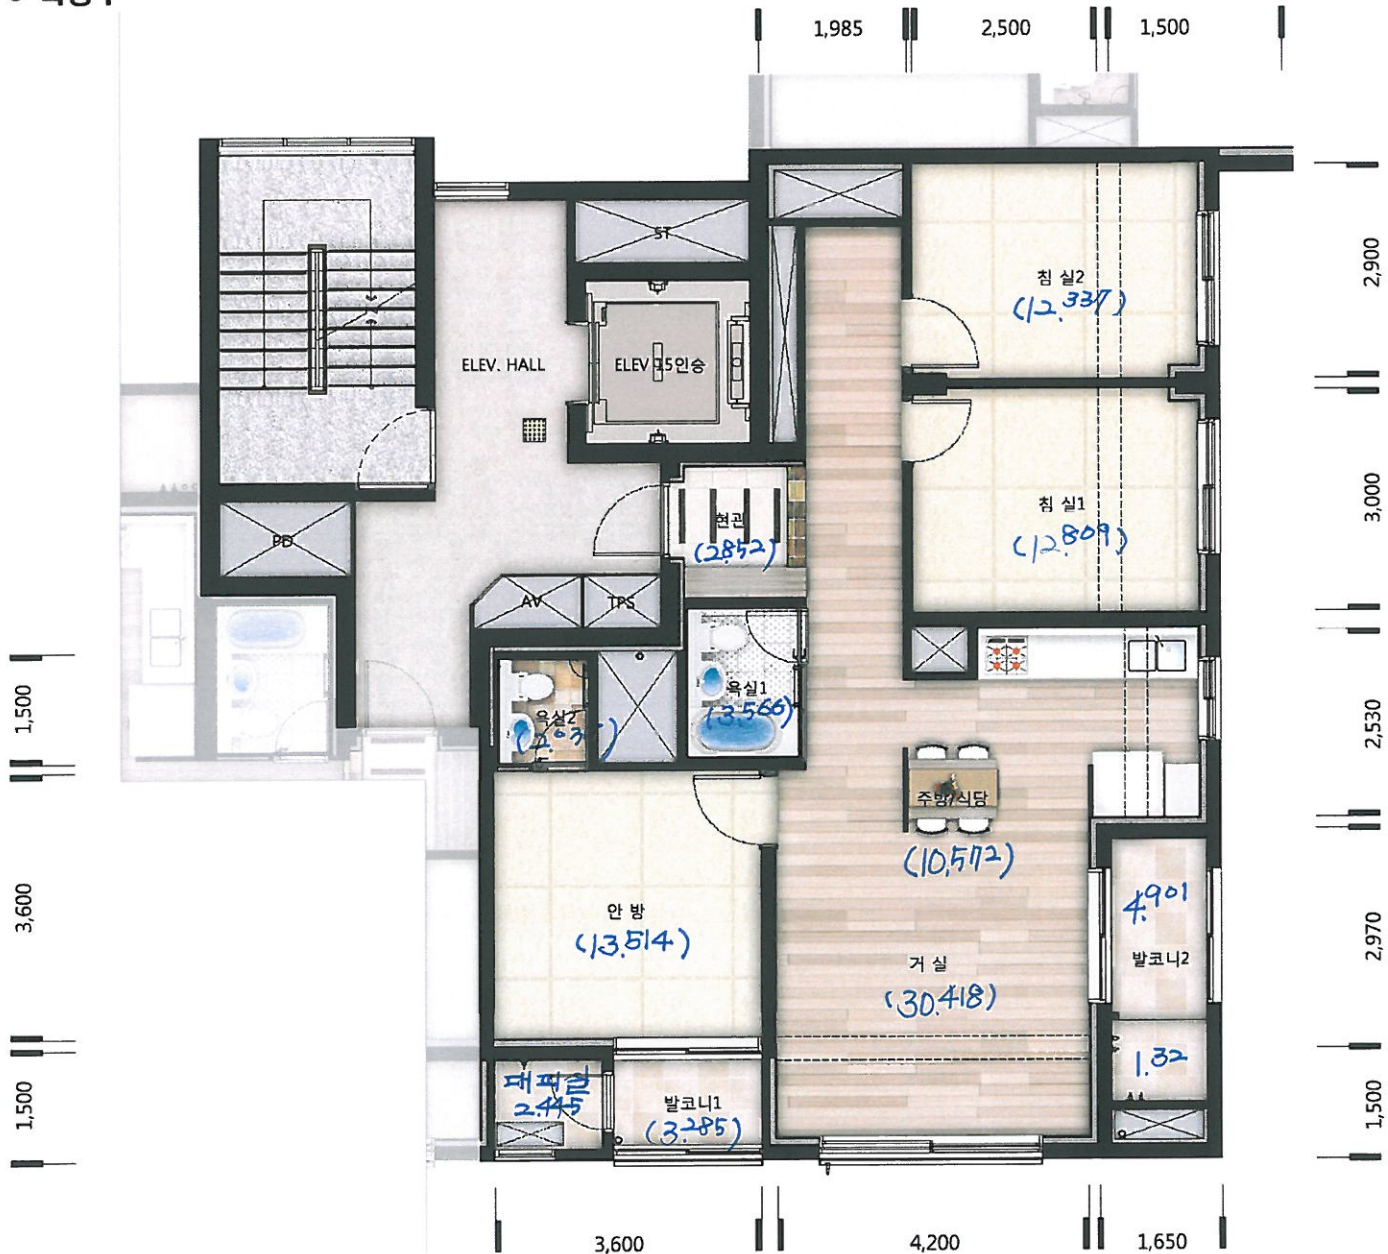 1,985
2,500
1,500
ST
침 실2
(12.337)
2,900
ELEV. HALL
ELEV 15인승
침 실1
(12.809)
3,000
현관
(2.852)
PD
AV
TPS
1,500
욕실2
욕실1
(3.566)
2,530
주방/식당
(10.572)
3,600
안 방
(13.514)
4.901
발코니2
2,970
거 실
(30.418)
1,500
대피실
2.445
발코니1
(3.285)
1.32
1,500
3,600
4,200
1,650